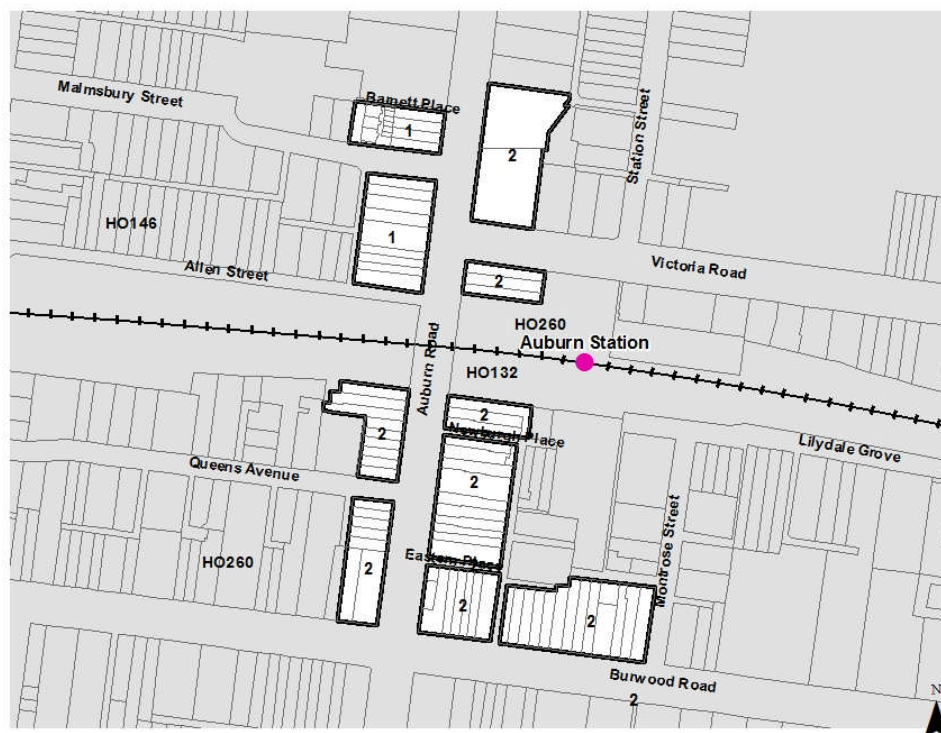 Malmsbury Street
Barnett Place
1
2
Station Street
HO146
1
Allen Street
Victoria Road
2
HO260
Auburn Station
Auburn Road
HO132
2
Newburgh Place
2
Lilydale Grove
Queens Avenue
2
Montrose Street
HO260
Eastern Place
2
2
2
Burwood Road
2
N